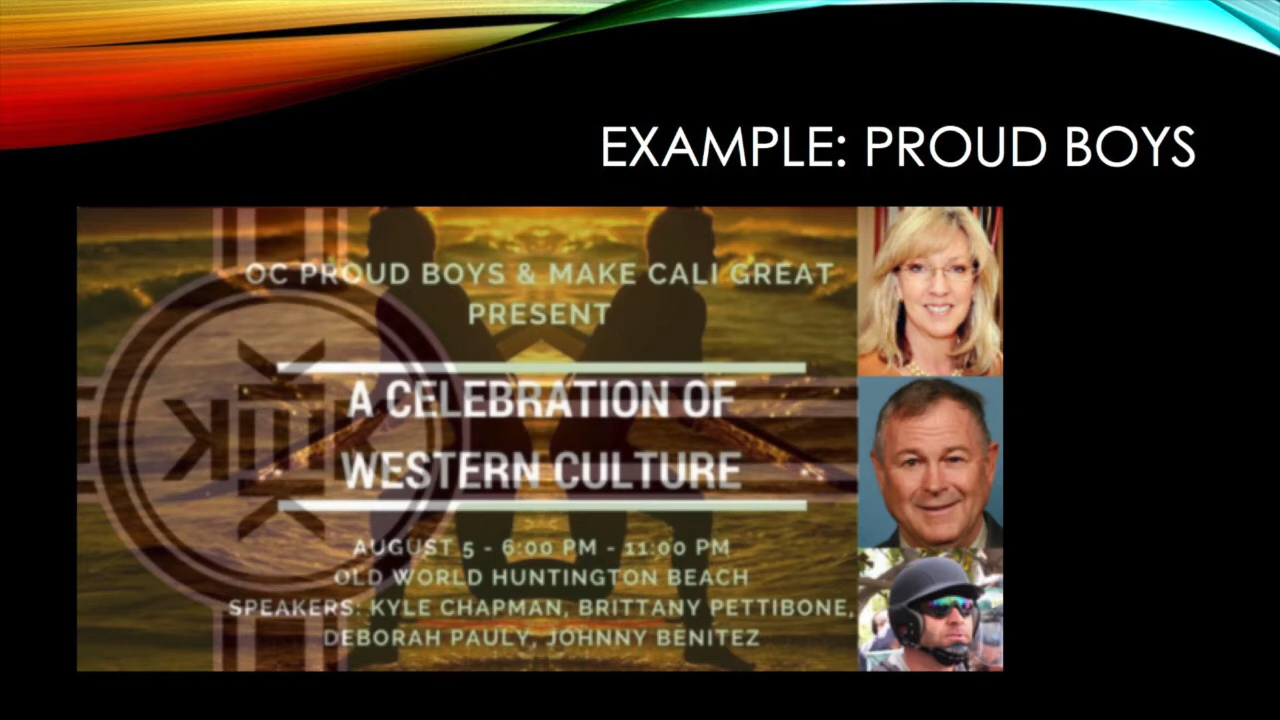 EXAMPLE: PROUD BOYS
OC PROUD BOYS & MAKE CALI GREAT
PRESENT
A CELEBRATION OF
WESTERN CULTURE
AUGUST 5 - 6:00 PM - 11:00 PM
OLD WORLD HUNTINGTON BEACH
SPEAKERS: KYLE CHAPMAN, BRITTANY PETTIBONE,
DEBORAH PAULY, JOHNNY BENITEZ